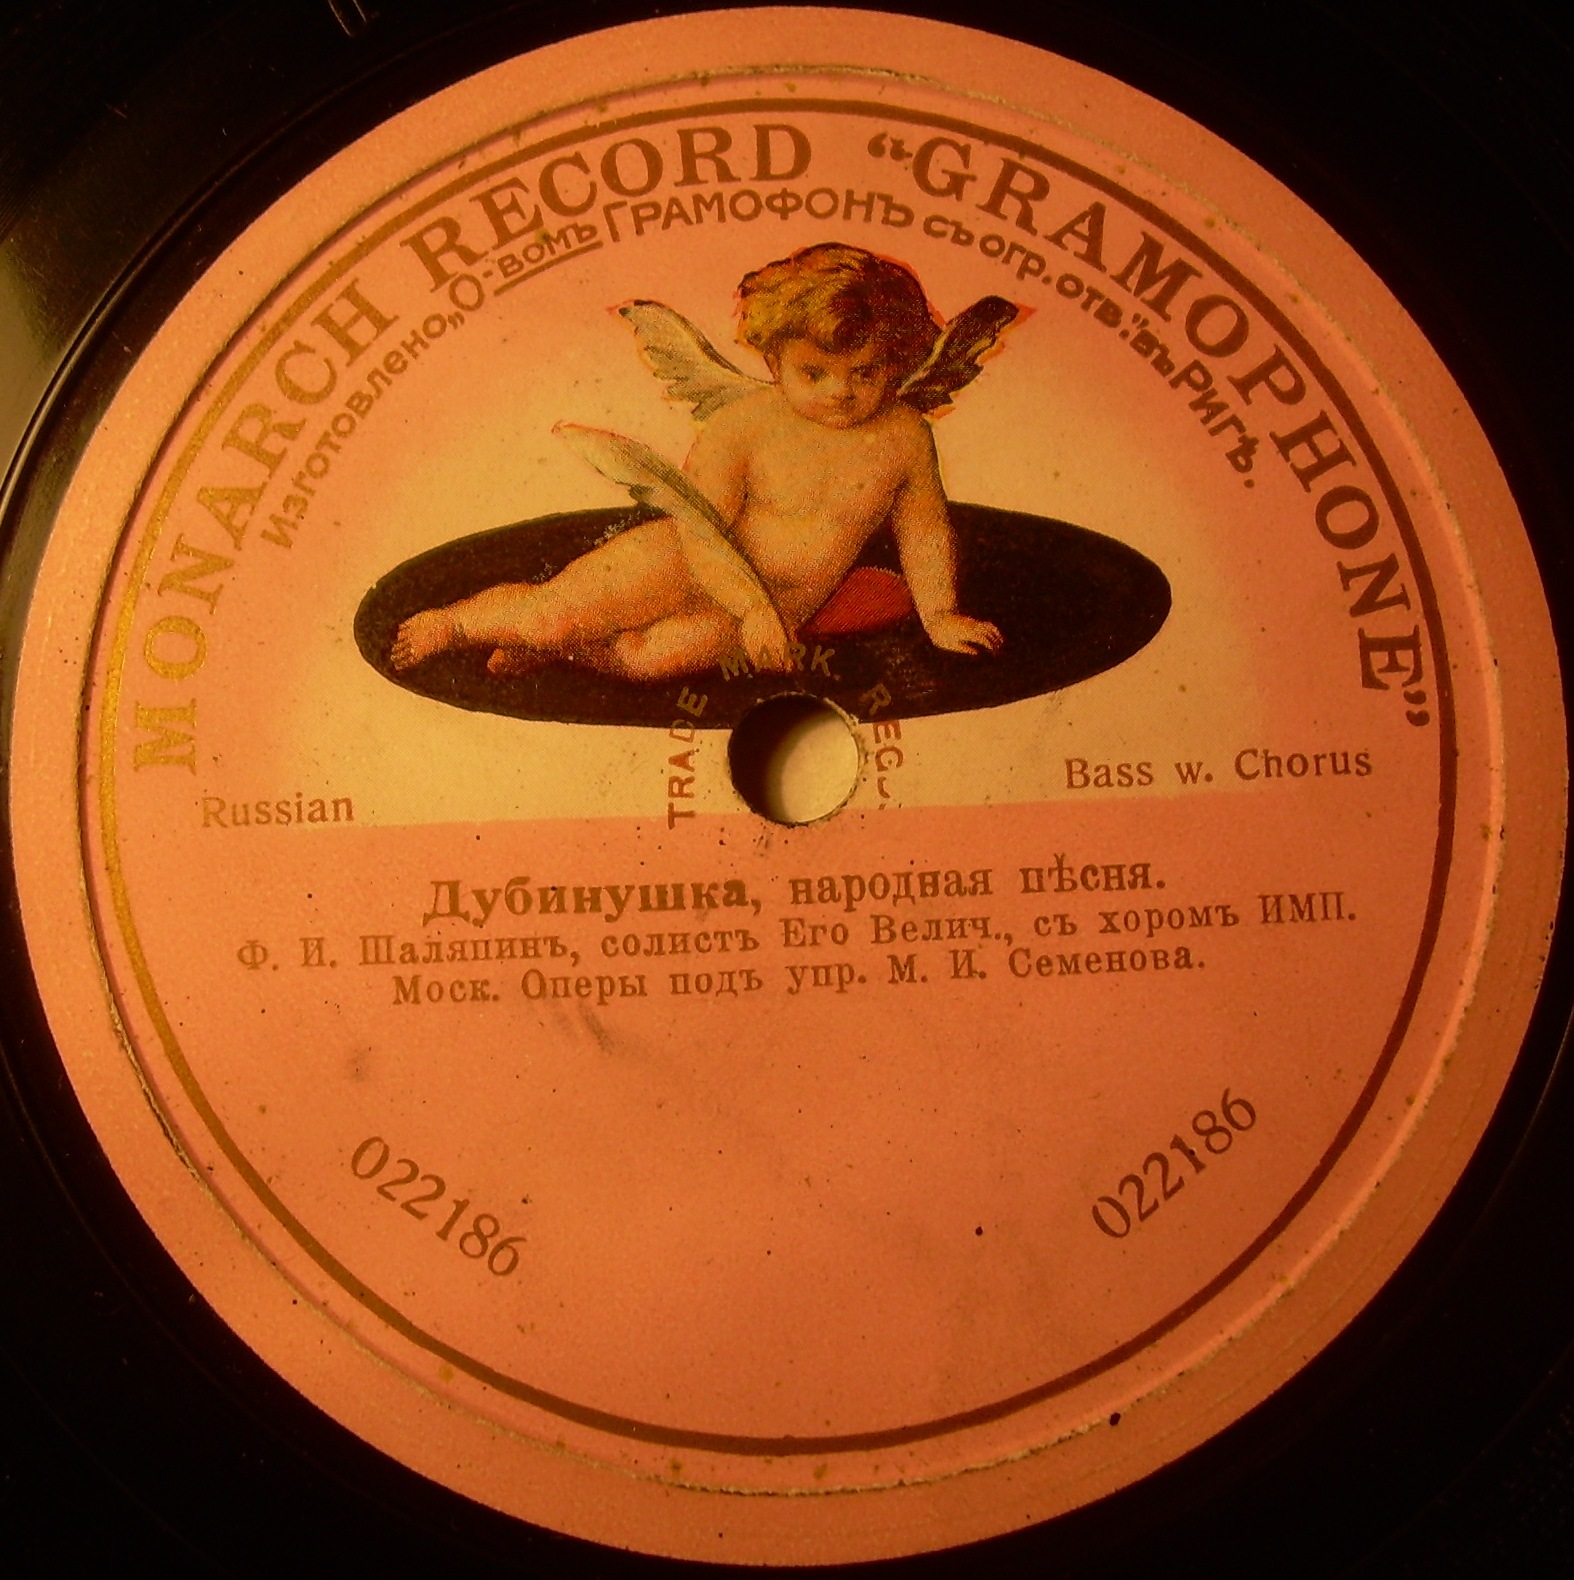 MONARCH RECORD “GRAMOPHONE”
Изготовлено „О-вомъ ГРАМОФОНЪ съ огр. отв.” въ Ригѣ.
TRADE MARK. REGD.
Russian
Bass w. Chorus
Дубинушка, народная пѣсня.
Ф. И. Шаляпинъ, солистъ Его Велич., съ хоромъ ИМП.
Моск. Оперы подъ упр. М. И. Семенова.
022186
022186